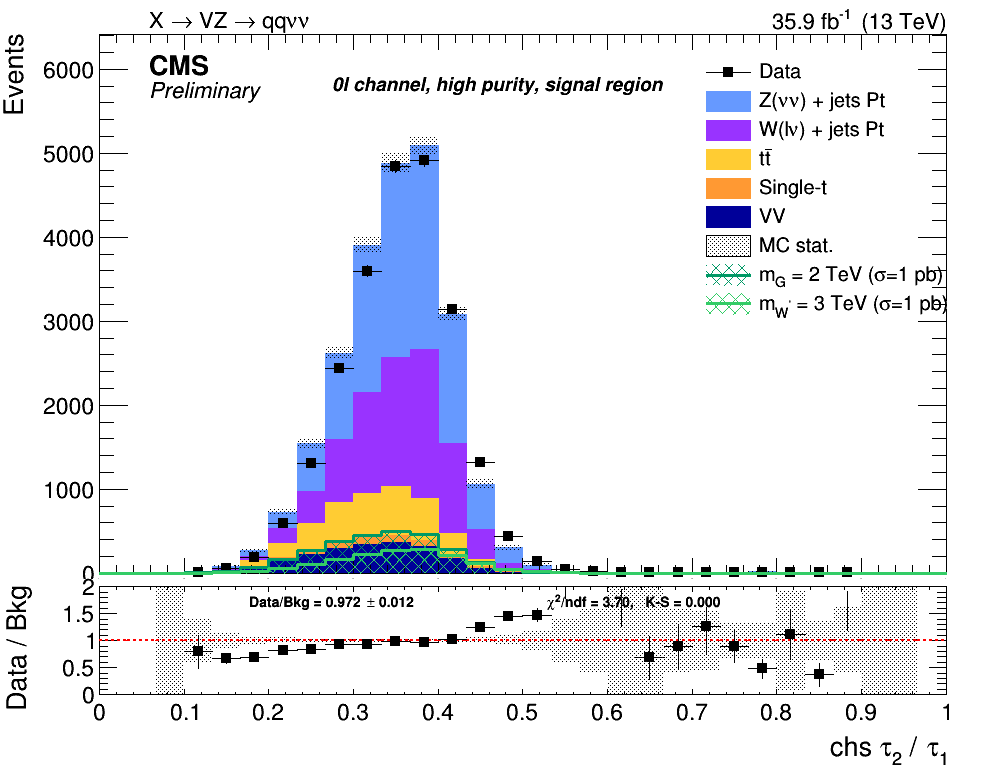 X → VZ → qqνν
35.9 fb⁻¹ (13 TeV)
Events
CMS
Preliminary
0l channel, high purity, signal region
Data
Z(νν) + jets Pt
W(lν) + jets Pt
tt̄
Single-t
VV
MC stat.
m_G = 2 TeV (σ=1 pb)
m_W' = 3 TeV (σ=1 pb)
6000
5000
4000
3000
2000
1000
0
Data / Bkg
Data/Bkg = 0.972 ± 0.012
χ²/ndf = 3.70, K-S = 0.000
2
1.5
1
0.5
0
0 0.1 0.2 0.3 0.4 0.5 0.6 0.7 0.8 0.9 1
chs τ₂ / τ₁